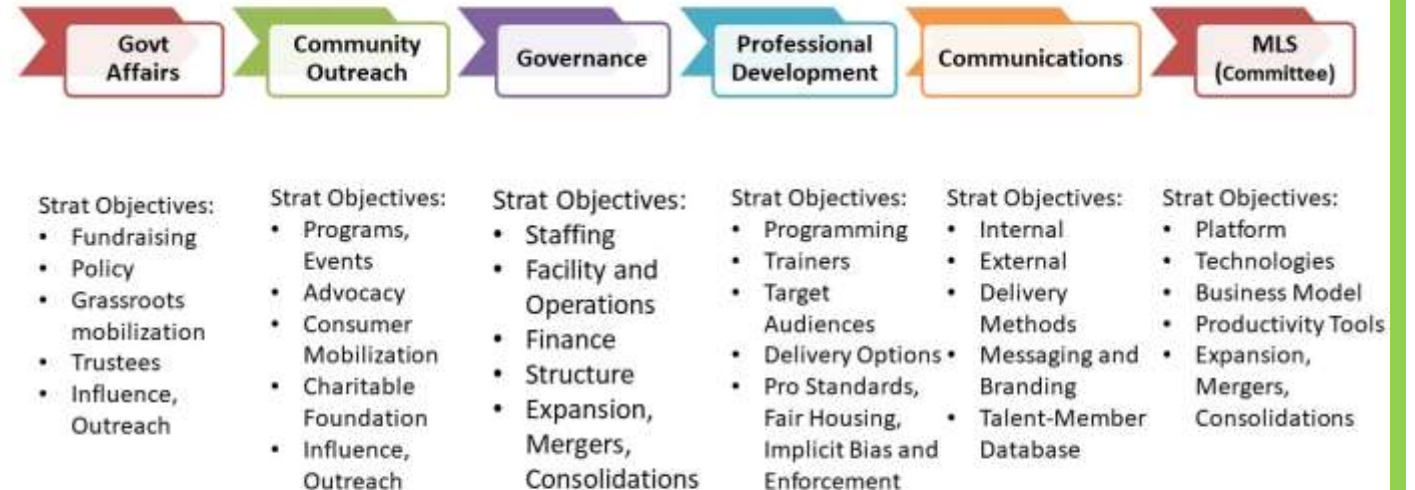 Govt
Affairs
Community
Outreach
Governance
Professional
Development
Communications
MLS
(Committee)
Strat Objectives:
• Fundraising
• Policy
• Grassroots
mobilization
• Trustees
• Influence,
Outreach
Strat Objectives:
• Programs,
Events
• Advocacy
• Consumer
Mobilization
• Charitable
Foundation
• Influence,
Outreach
Strat Objectives:
• Staffing
• Facility and
Operations
• Finance
• Structure
• Expansion,
Mergers,
Consolidations
Strat Objectives:
• Programming
• Trainers
• Target
Audiences
• Delivery Options
• Pro Standards,
Fair Housing,
Implicit Bias and
Enforcement
Strat Objectives:
• Internal
• External
• Delivery
Methods
• Messaging and
Branding
• Talent-Member
Database
Strat Objectives:
• Platform
• Technologies
• Business Model
• Productivity Tools
• Expansion,
Mergers,
Consolidations